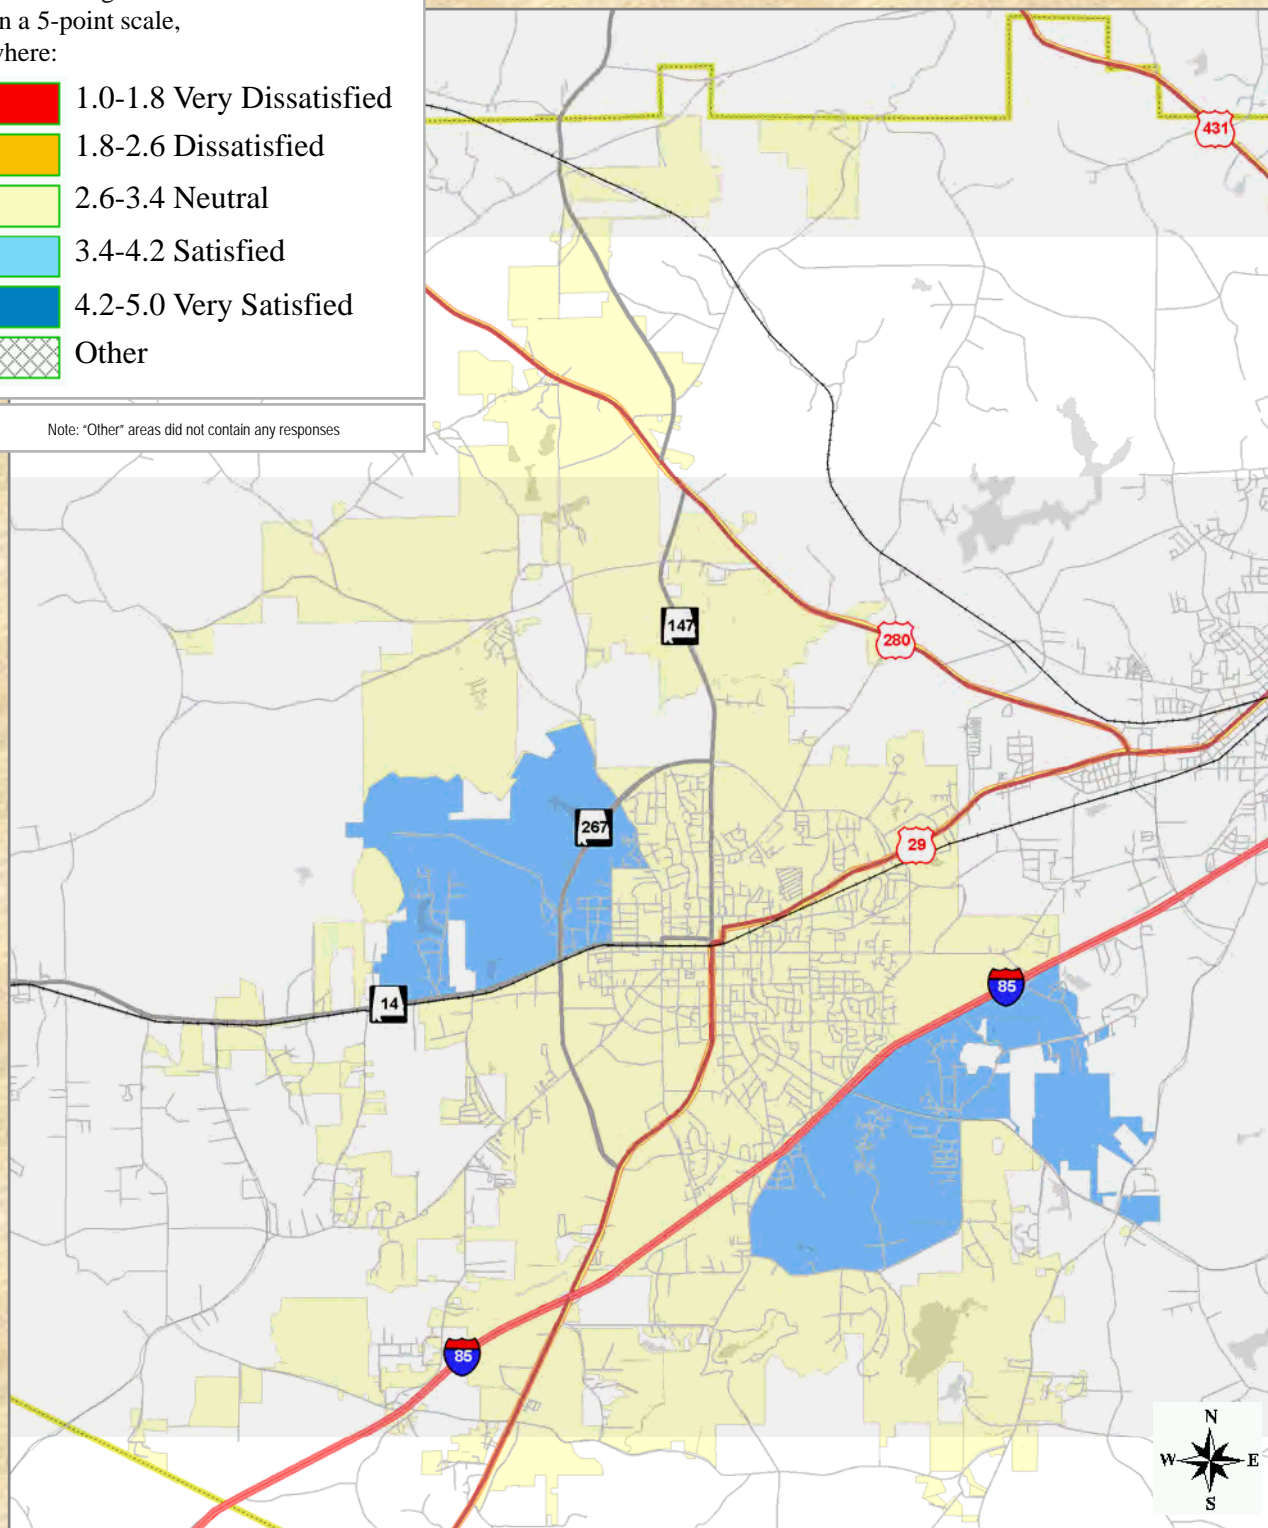 n a 5-point scale,
where:
1.0-1.8 Very Dissatisfied
1.8-2.6 Dissatisfied
2.6-3.4 Neutral
3.4-4.2 Satisfied
4.2-5.0 Very Satisfied
Other
Note: "Other" areas did not contain any responses
431
147
280
267
29
85
14
85
N
W E
S